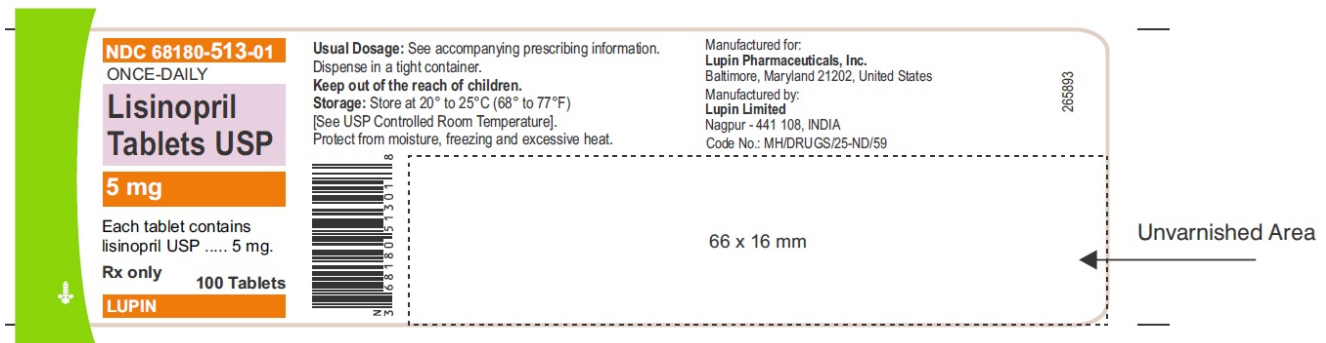 NDC 68180-513-01
ONCE-DAILY
Lisinopril
Tablets USP
5 mg
Each tablet contains
lisinopril USP ..... 5 mg.
Rx only
100 Tablets
LUPIN
Usual Dosage: See accompanying prescribing information.
Dispense in a tight container.
Keep out of the reach of children.
Storage: Store at 20° to 25°C (68° to 77°F)
[See USP Controlled Room Temperature].
Protect from moisture, freezing and excessive heat.
N 3 68180 51301 8
Manufactured for:
Lupin Pharmaceuticals, Inc.
Baltimore, Maryland 21202, United States
Manufactured by:
Lupin Limited
Nagpur - 441 108, INDIA
Code No.: MH/DRUGS/25-ND/59
265893
66 x 16 mm
Unvarnished Area